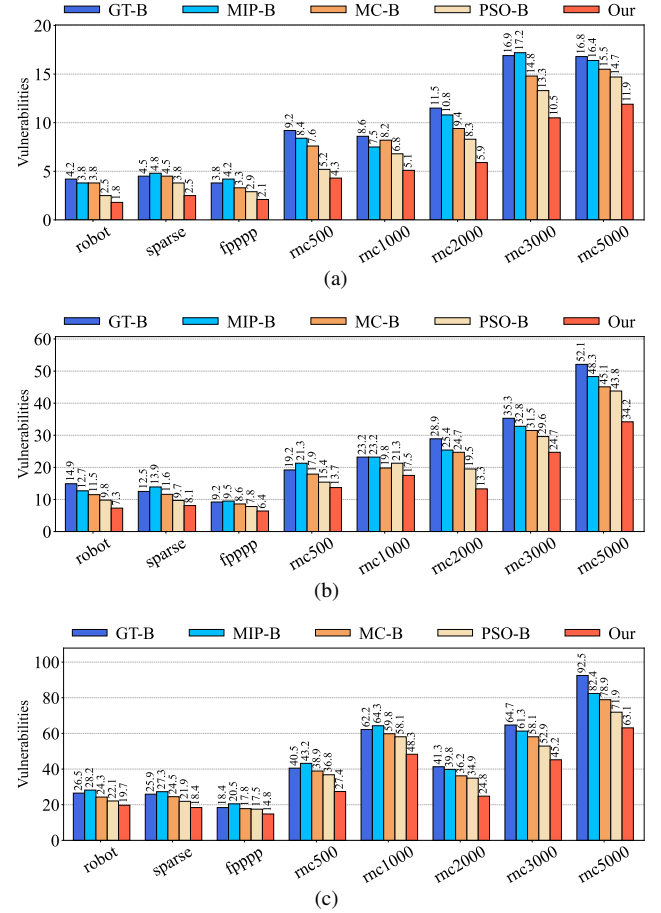 GT-B MIP-B MC-B PSO-B Our
Vulnerabilities
20
15
10
5
0
4.2 3.8 3.8 2.5 1.8
4.5 4.8 4.5 3.8 2.5
3.8 4.2 3.3 2.9 2.1
9.2 8.4 7.6 5.2 4.3
8.6 7.5 8.2 6.8 5.1
11.5 10.8 9.4 8.3 5.9
16.9 17.2 14.8 13.3 10.5
16.8 16.4 15.5 14.7 11.9
robot sparse fpppp rnc500 rnc1000 rnc2000 rnc3000 rnc5000
(a)
GT-B MIP-B MC-B PSO-B Our
Vulnerabilities
60
50
40
30
20
10
0
14.9 12.7 11.5 9.8 7.3
12.5 13.9 11.6 9.7 8.1
9.2 9.5 8.6 7.8 6.4
19.2 21.3 17.9 15.4 13.7
23.2 23.2 19.8 21.3 17.5
28.9 25.4 24.7 19.5 13.3
35.3 32.8 31.5 29.6 24.7
52.1 48.3 45.1 43.8 34.2
robot sparse fpppp rnc500 rnc1000 rnc2000 rnc3000 rnc5000
(b)
GT-B MIP-B MC-B PSO-B Our
Vulnerabilities
100
80
60
40
20
0
26.5 28.2 24.3 22.1 19.7
25.9 27.3 24.5 21.9 18.4
18.4 20.5 17.8 17.5 14.8
40.5 43.2 38.9 36.8 27.4
62.2 64.3 59.8 58.1 48.3
41.3 39.8 36.2 34.9 24.8
64.7 61.3 58.1 52.9 45.2
92.5 82.4 78.9 71.9 63.1
robot sparse fpppp rnc500 rnc1000 rnc2000 rnc3000 rnc5000
(c)